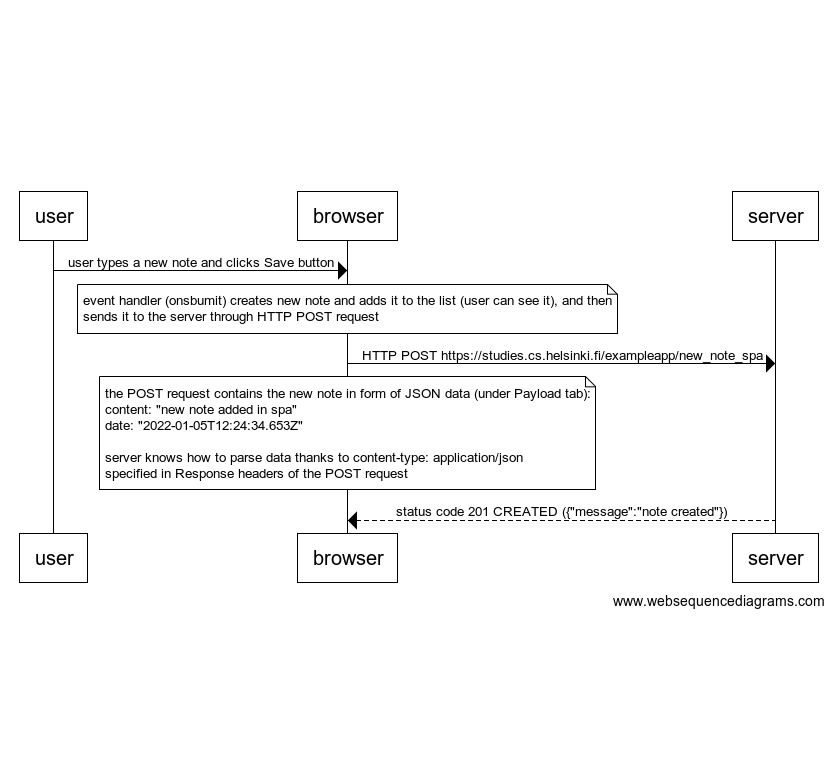 user
browser
server
user types a new note and clicks Save button
event handler (onsbumit) creates new note and adds it to the list (user can see it), and then
sends it to the server through HTTP POST request
HTTP POST https://studies.cs.helsinki.fi/exampleapp/new_note_spa
the POST request contains the new note in form of JSON data (under Payload tab):
content: "new note added in spa"
date: "2022-01-05T12:24:34.653Z"
server knows how to parse data thanks to content-type: application/json
specified in Response headers of the POST request
status code 201 CREATED ({"message":"note created"})
user
browser
server
www.websequencediagrams.com